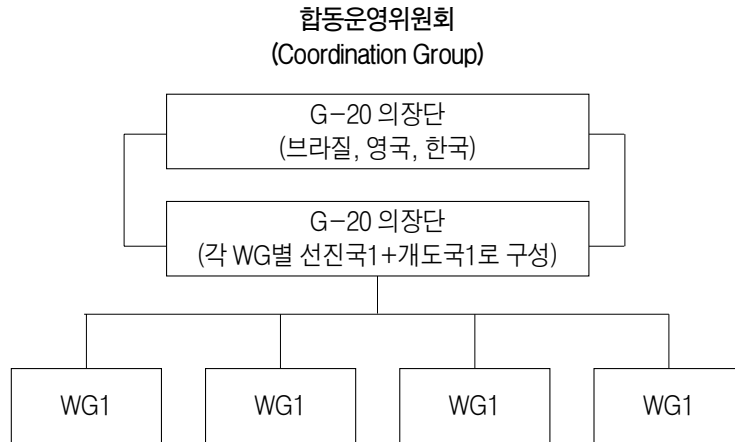 합동운영위원회
(Coordination Group)
G-20 의장단
(브라질, 영국, 한국)
G-20 의장단
(각 WG별 선진국1+개도국1로 구성)
WG1 WG1 WG1 WG1